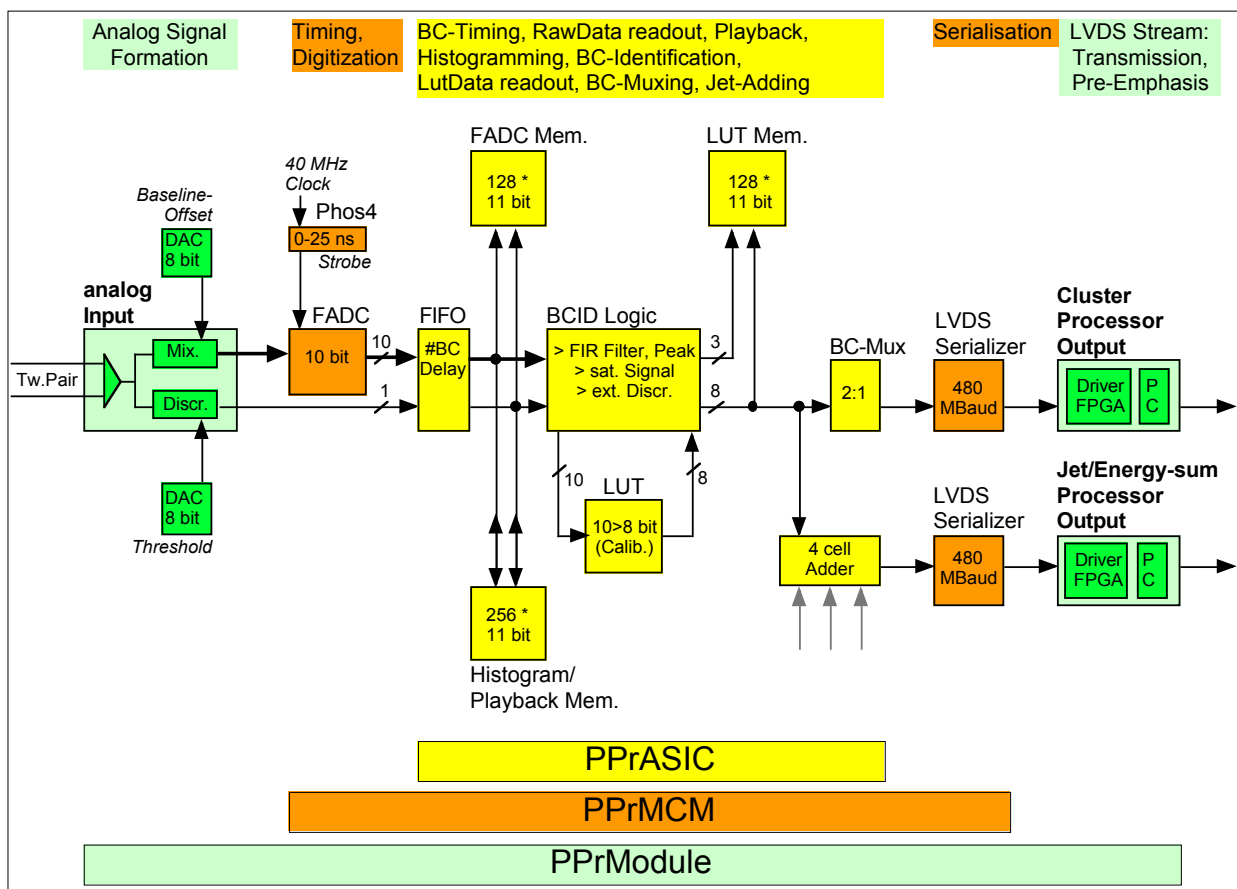 Analog Signal
Formation
Timing,
Digitization
BC-Timing, RawData readout, Playback,
Histogramming, BC-Identification,
LutData readout, BC-Muxing, Jet-Adding
Serialisation
LVDS Stream:
Transmission,
Pre-Emphasis
FADC Mem.
128 *
11 bit
LUT Mem.
128 *
11 bit
40 MHz
Clock
Phos4
0-25 ns
Strobe
Baseline-
Offset
DAC
8 bit
analog
Input
Mix.
Discr.
Tw.Pair
DAC
8 bit
Threshold
FADC
10 bit
10
1
FIFO
#BC
Delay
BCID Logic
> FIR Filter, Peak
> sat. Signal
> ext. Discr.
3
8
10
8
LUT
10>8 bit
(Calib.)
256 *
11 bit
Histogram/
Playback Mem.
BC-Mux
2:1
4 cell
Adder
LVDS
Serializer
480
MBaud
Cluster
Processor
Output
Driver
FPGA
P
C
LVDS
Serializer
480
MBaud
Jet/Energy-sum
Processor
Output
Driver
FPGA
P
C
PPrASIC
PPrMCM
PPrModule